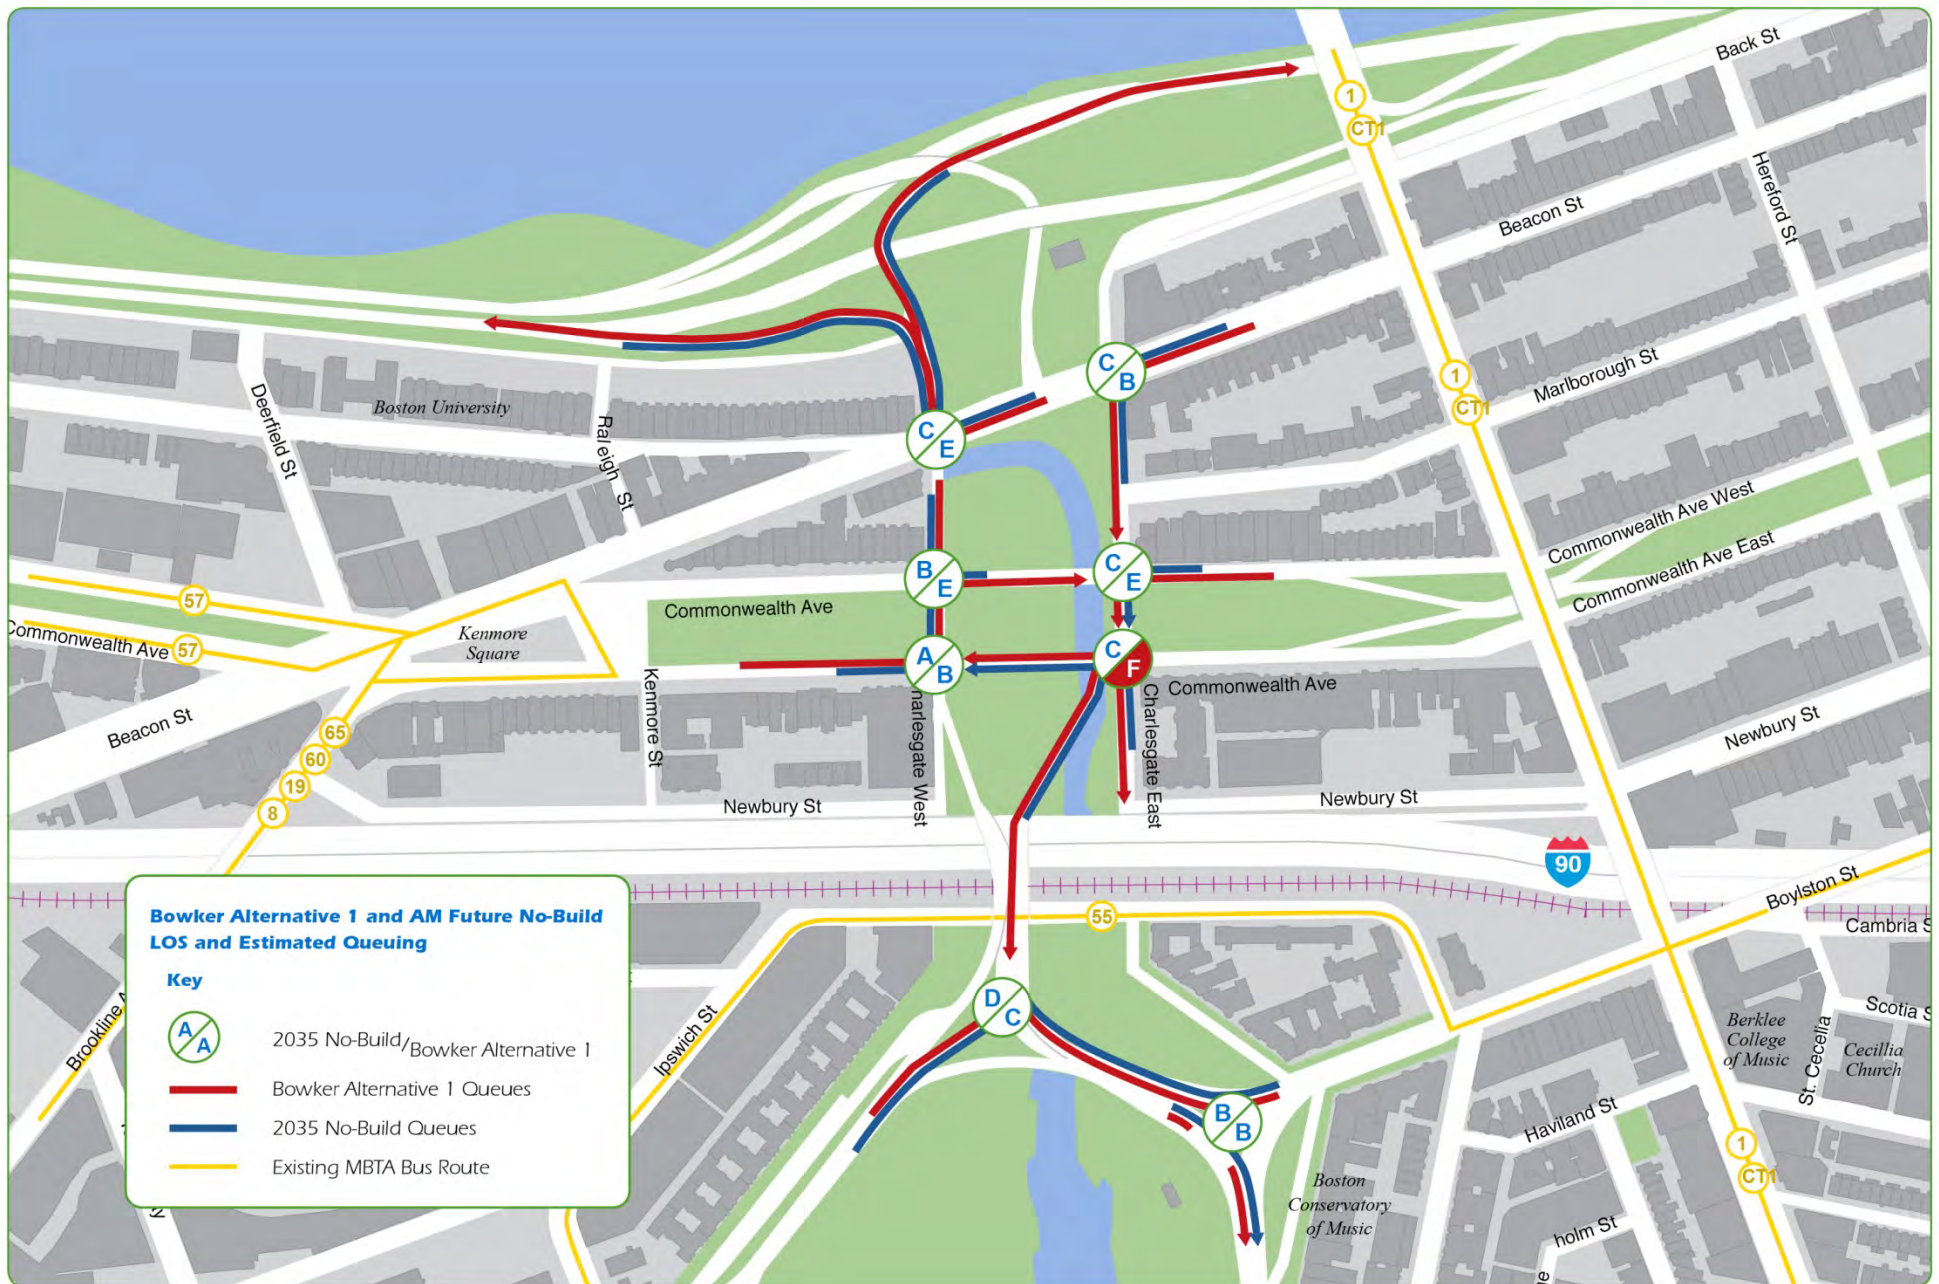 Back St
1
CT1
Hereford St
Beacon St
Marlborough St
1
CT1
C
B
Boston University
Deerfield St
Raleigh St
C
E
Commonwealth Ave West
Commonwealth Ave East
B
E
C
E
57
Commonwealth Ave
57
Commonwealth Ave
Kenmore
Square
A
B
C
F
Commonwealth Ave
Kenmore St
Charlesgate East
Beacon St
65
60
19
8
Newbury St
Newbury St
Newbury St
90
Boylston St
55
Cambria S
Bowker Alternative 1 and AM Future No-Build
LOS and Estimated Queuing
Key
A
A
2035 No-Build/Bowker Alternative 1
Bowker Alternative 1 Queues
2035 No-Build Queues
Existing MBTA Bus Route
Brookline A
Ipswich St
D
C
B
B
Berklee
College
of Music
St. Cecelia
Scotia S
Cecillia
Church
Haviland St
Boston
Conservatory
of Music
1
CT1
holm St